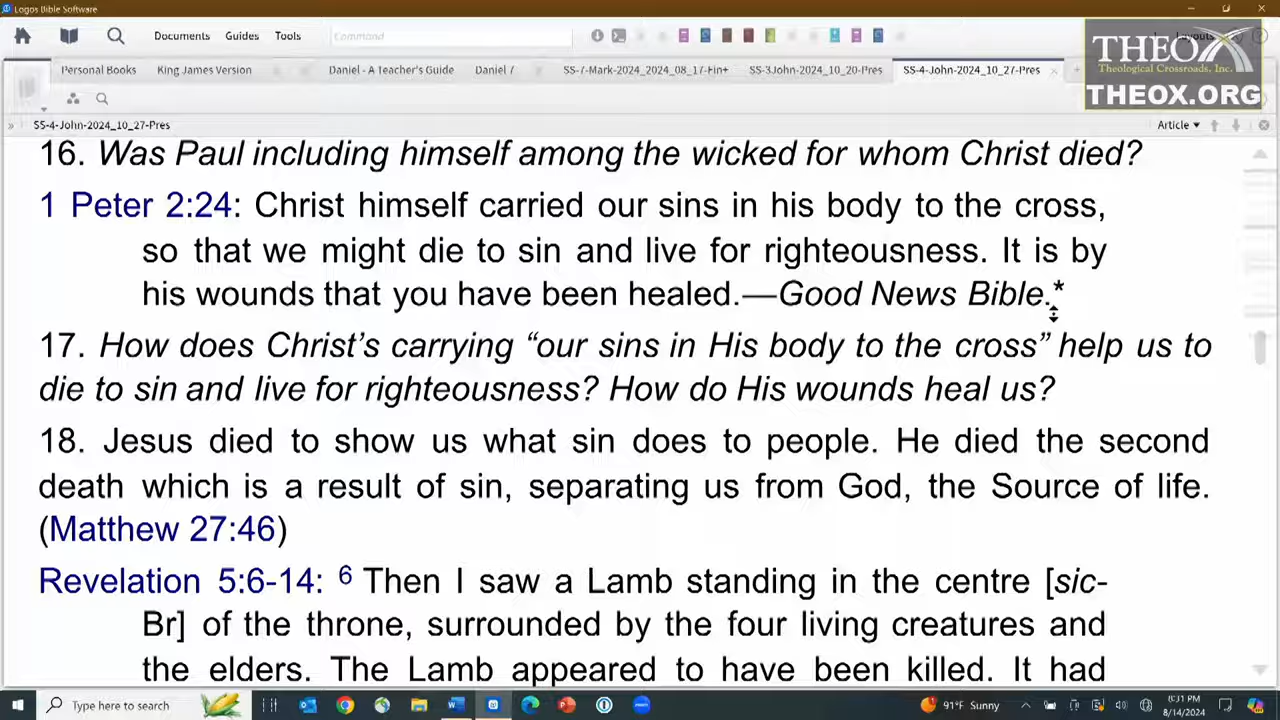 Logos Bible Software
Documents Guides Tools Command Layouts
THEOX
Theological Crossroads, Inc.
THEOX.ORG
Personal Books King James Version Daniel - A Teacher's SS-7-Mark-2024_2024_08_17-Fin+ SS-3John-2024_10_20-Pres SS-4-John-2024_10_27-Pres
SS-4-John-2024_10_27-Pres Article
16. Was Paul including himself among the wicked for whom Christ died?
1 Peter 2:24: Christ himself carried our sins in his body to the cross,
so that we might die to sin and live for righteousness. It is by
his wounds that you have been healed.—Good News Bible.*
17. How does Christ's carrying “our sins in His body to the cross” help us to
die to sin and live for righteousness? How do His wounds heal us?
18. Jesus died to show us what sin does to people. He died the second
death which is a result of sin, separating us from God, the Source of life.
(Matthew 27:46)
Revelation 5:6-14: 6 Then I saw a Lamb standing in the centre [sic-
Br] of the throne, surrounded by the four living creatures and
the elders. The Lamb appeared to have been killed. It had
Type here to search 91°F Sunny 8:31 PM
8/14/2024